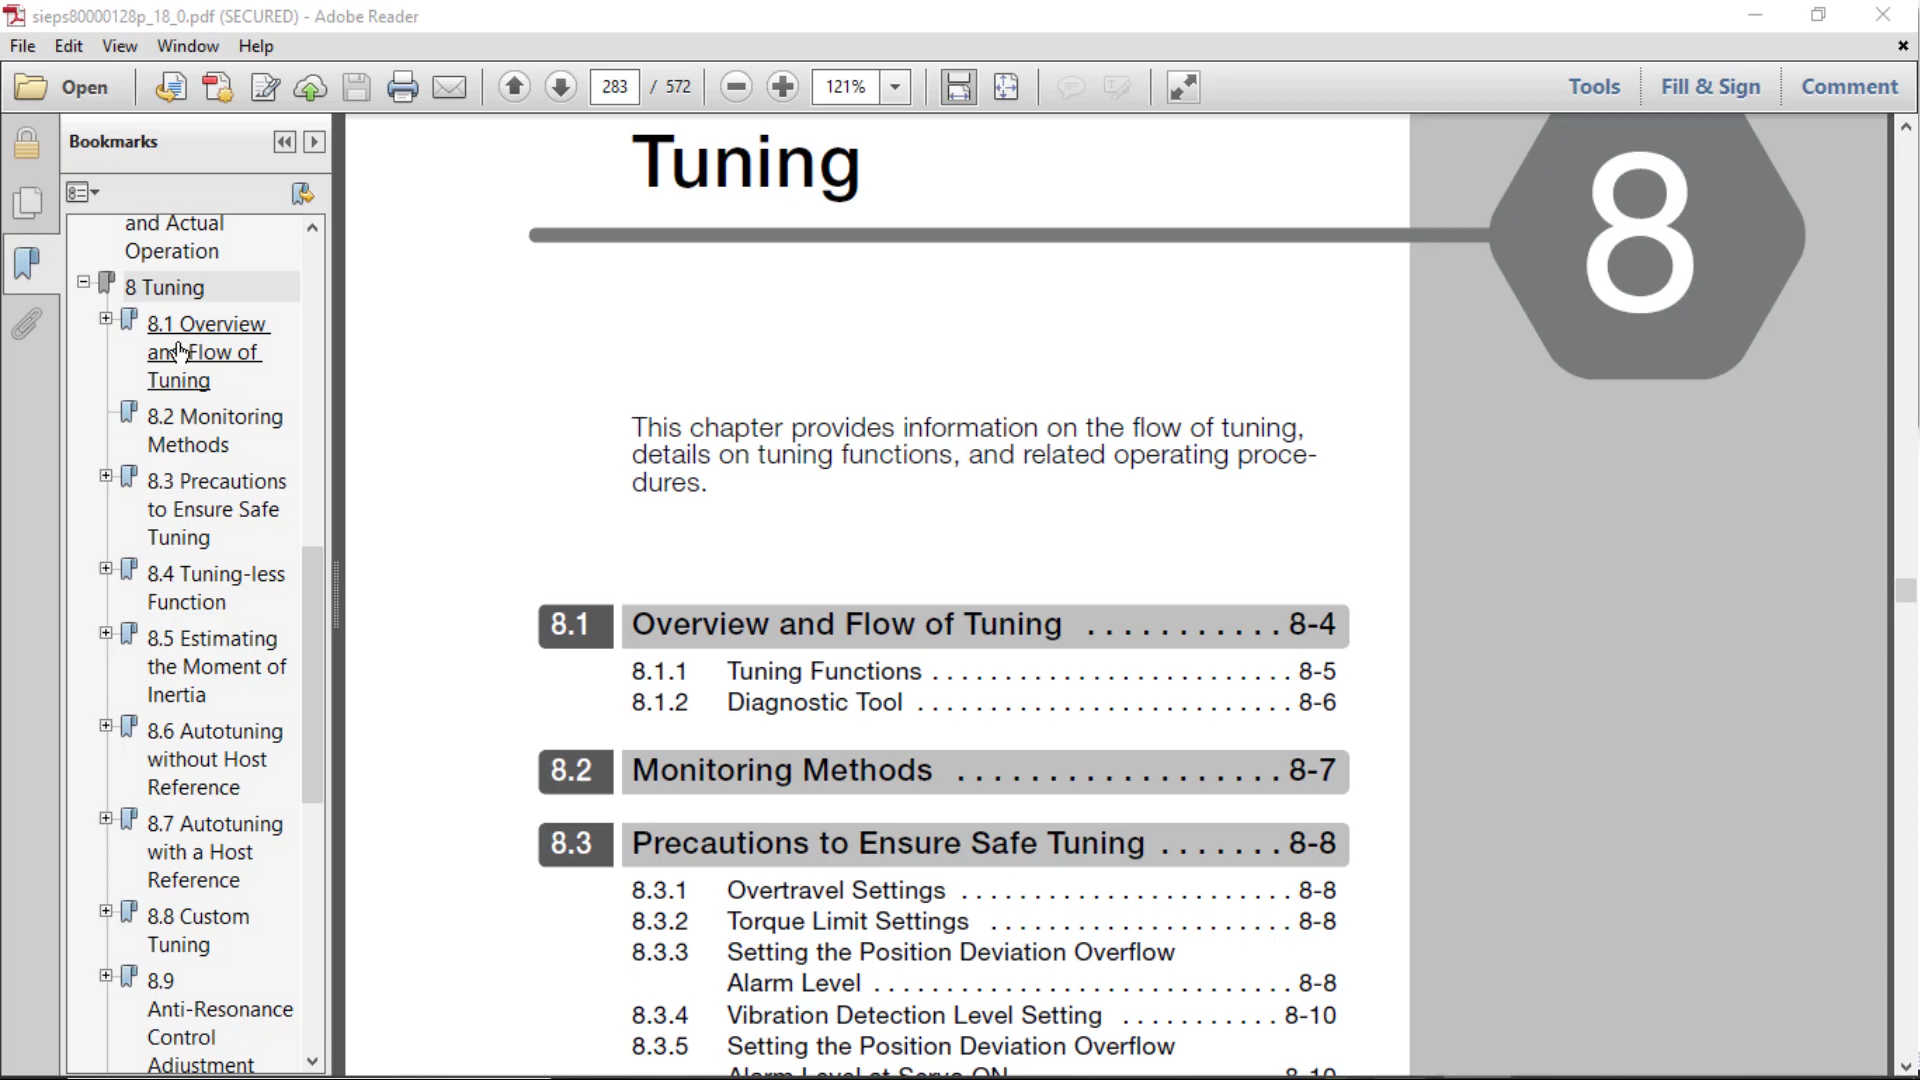 sieps80000128p_18_0.pdf (SECURED) - Adobe Reader
File Edit View Window Help
Open 283 / 572 121% Tools Fill & Sign Comment
Bookmarks
and Actual
Operation
8 Tuning
8.1 Overview
and Flow of
Tuning
8.2 Monitoring
Methods
8.3 Precautions
to Ensure Safe
Tuning
8.4 Tuning-less
Function
8.5 Estimating
the Moment of
Inertia
8.6 Autotuning
without Host
Reference
8.7 Autotuning
with a Host
Reference
8.8 Custom
Tuning
8.9
Anti-Resonance
Control
Adjustment
Tuning
8
This chapter provides information on the flow of tuning,
details on tuning functions, and related operating proce-
dures.
8.1 Overview and Flow of Tuning . . . . . . . . . . . 8-4
8.1.1 Tuning Functions . . . . . . . . . . . . . . . . . . . . . . . . . 8-5
8.1.2 Diagnostic Tool . . . . . . . . . . . . . . . . . . . . . . . . . . 8-6
8.2 Monitoring Methods . . . . . . . . . . . . . . . . . . 8-7
8.3 Precautions to Ensure Safe Tuning . . . . . . . 8-8
8.3.1 Overtravel Settings . . . . . . . . . . . . . . . . . . . . . . . 8-8
8.3.2 Torque Limit Settings . . . . . . . . . . . . . . . . . . . . . 8-8
8.3.3 Setting the Position Deviation Overflow
Alarm Level . . . . . . . . . . . . . . . . . . . . . . . . . . . . . 8-8
8.3.4 Vibration Detection Level Setting . . . . . . . . . . . 8-10
8.3.5 Setting the Position Deviation Overflow
Alarm Level at Servo ON 8-10